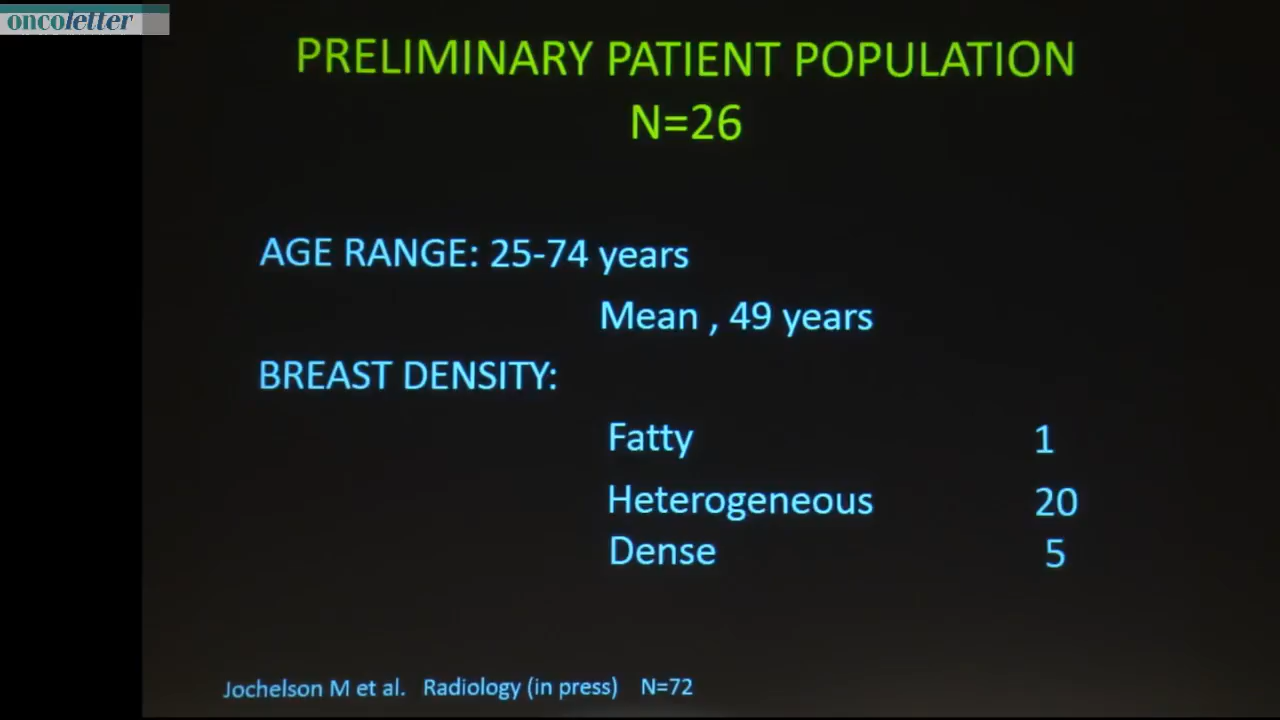 oncoletter
PRELIMINARY PATIENT POPULATION
N=26
AGE RANGE: 25-74 years
Mean , 49 years
BREAST DENSITY:
Fatty 1
Heterogeneous 20
Dense 5
Jochelson M et al. Radiology (in press) N=72